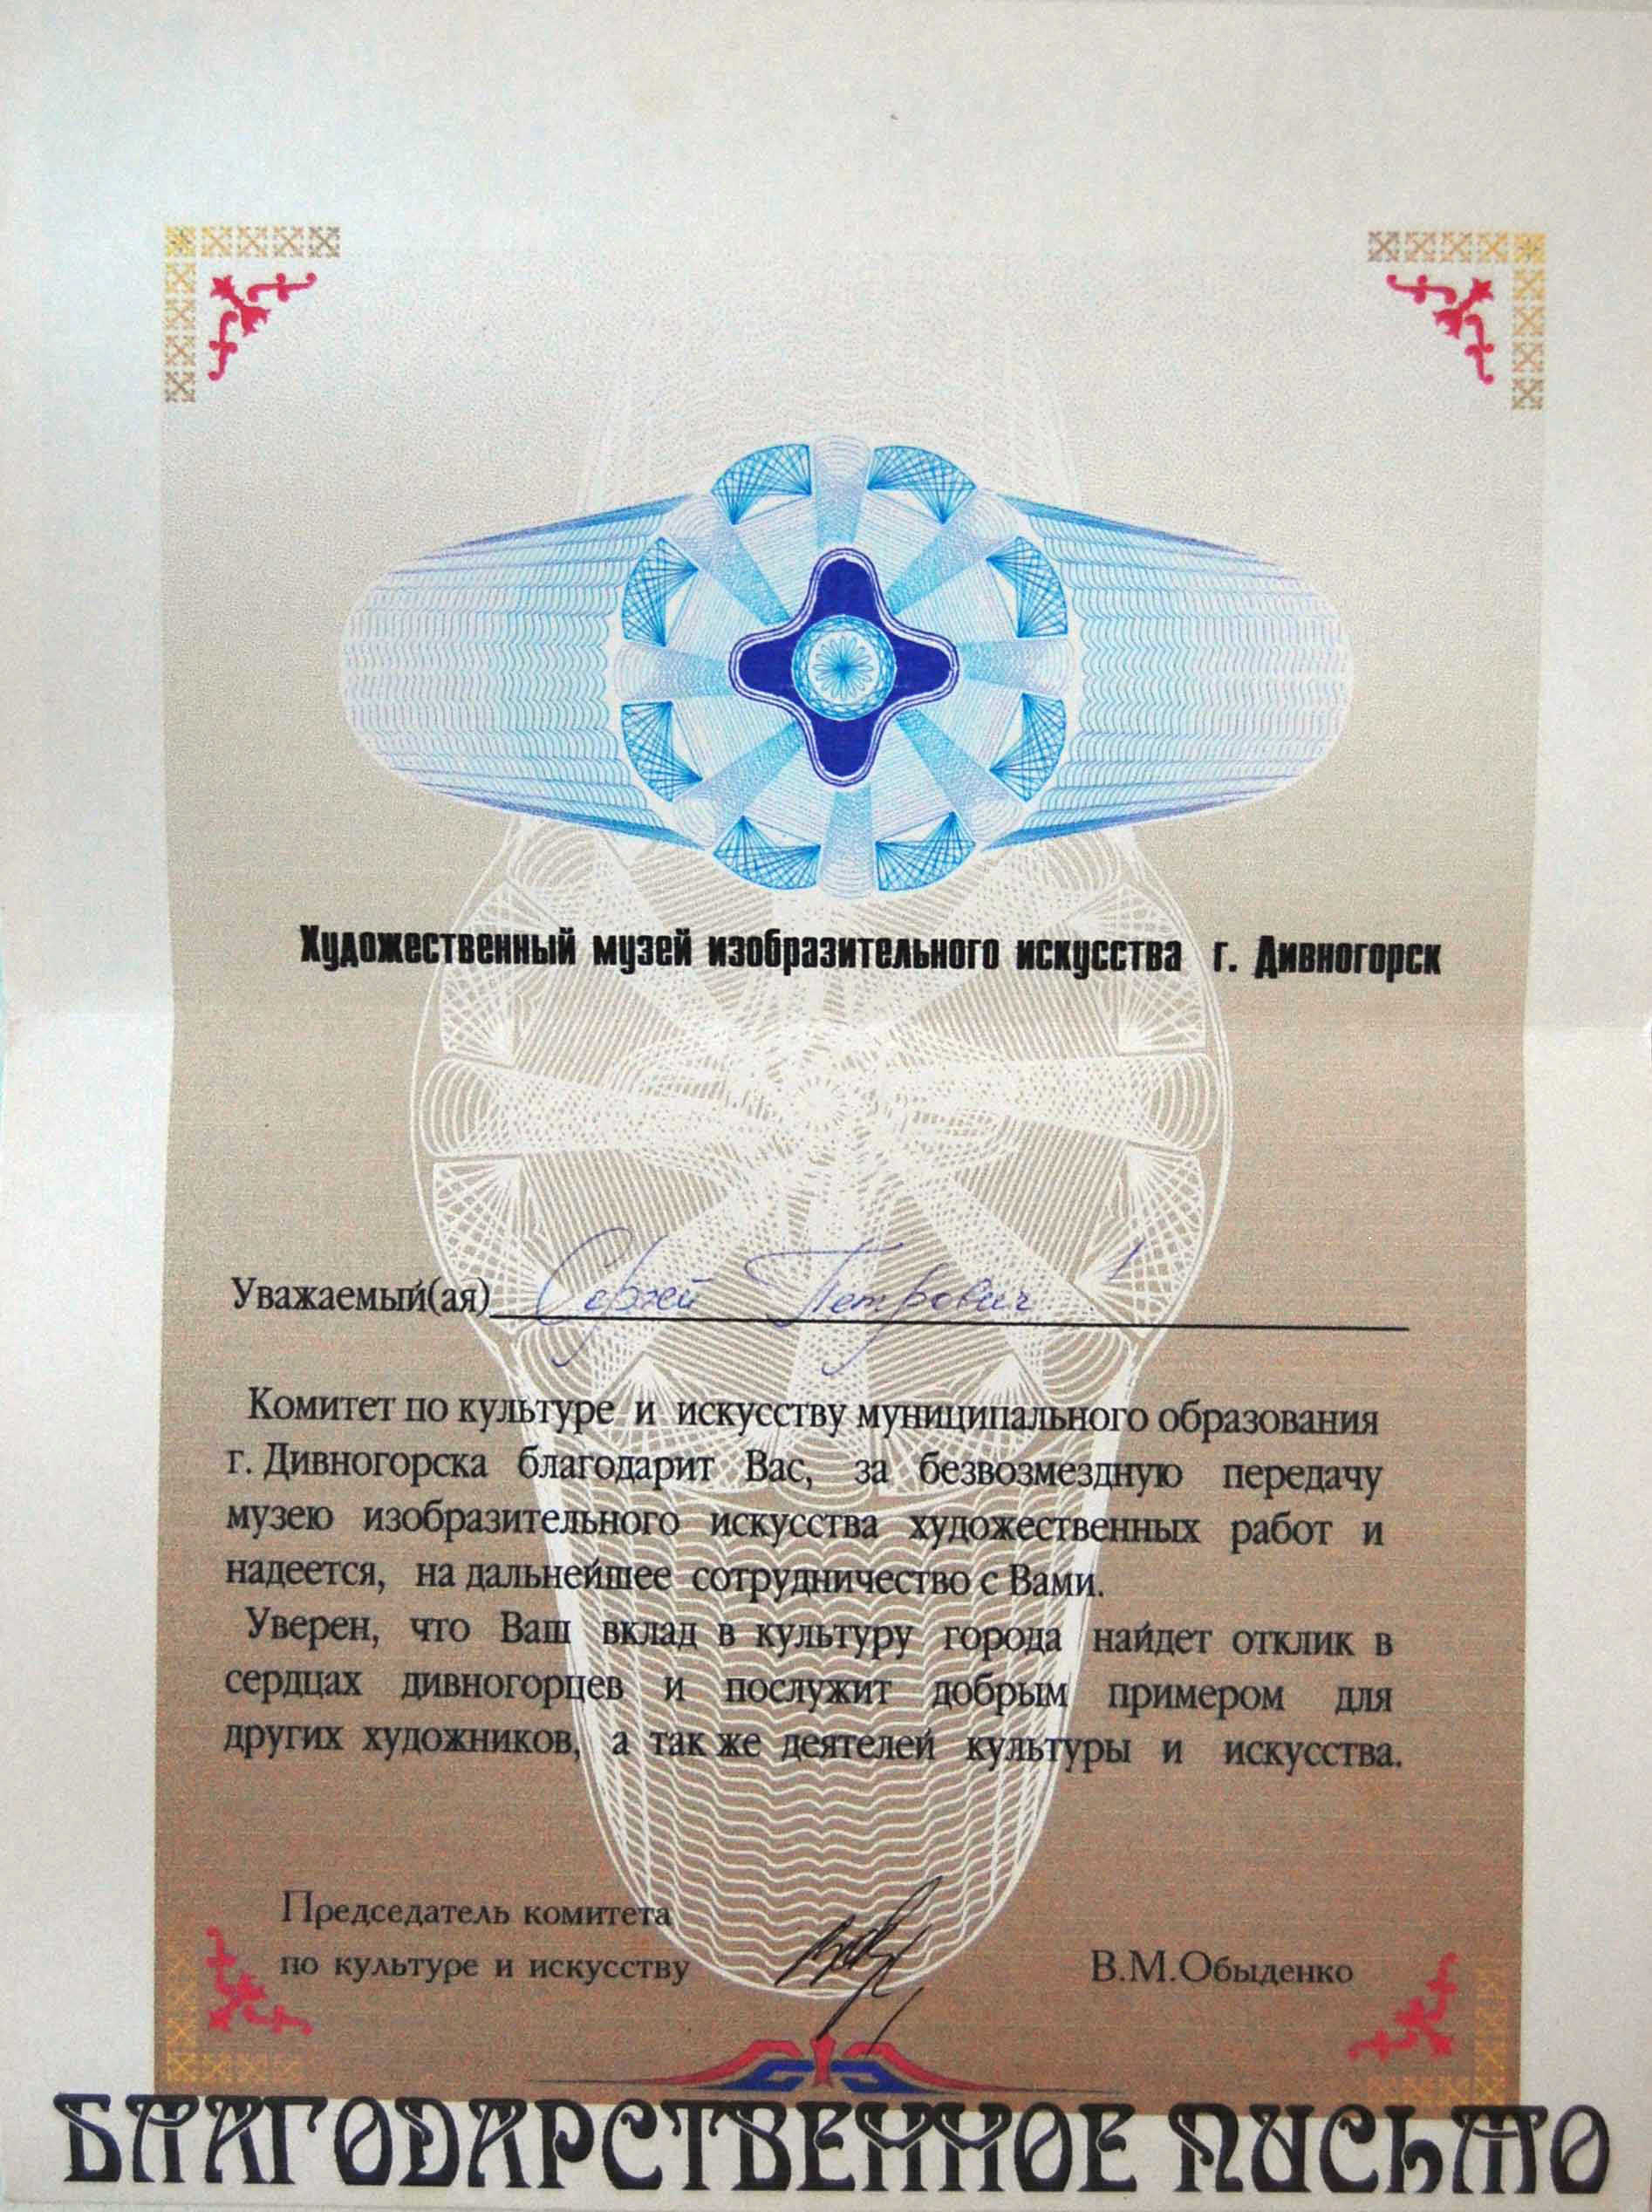 Художественный музей изобразительного искусства г. Дивногорск
Уважаемый(ая) Сергей Петрович!
Комитет по культуре и искусству муниципального образования
г. Дивногорска благодарит Вас, за безвозмездную передачу
музею изобразительного искусства художественных работ и
надеется, на дальнейшее сотрудничество с Вами.
Уверен, что Ваш вклад в культуру города найдет отклик в
сердцах дивногорцев и послужит добрым примером для
других художников, а так же деятелей культуры и искусства.
Председатель комитета
по культуре и искусству В.М.Обыденко
БЛАГОДАРСТВЕННОЕ ПИСЬМО